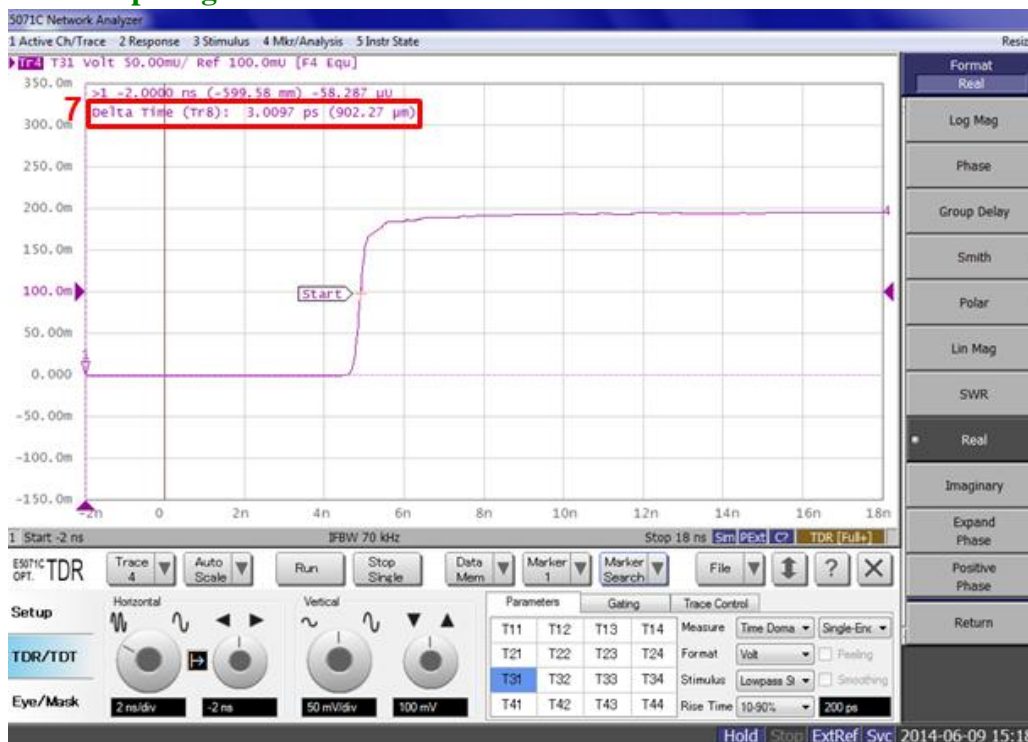 E5071C Network Analyzer
1 Active Ch/Trace 2 Response 3 Stimulus 4 Mkr/Analysis 5 Instr State
Tr4 T31 Volt 50.00mU/ Ref 100.0mU [F4 Equ]
>1 -2.0000 ns (-599.58 mm) -58.287 µU
7
Delta Time (Tr8): 3.0097 ps (902.27 µm)
350.0m
300.0m
250.0m
200.0m
150.0m
100.0m
50.00m
0.000
-50.00m
-100.0m
-150.0m
Start
4
1
-2n 0 2n 4n 6n 8n 10n 12n 14n 16n 18n
1 Start -2 ns IFBW 70 kHz Stop 18 ns Sim PExt C? TDR [Full+]
Format
Real
Log Mag
Phase
Group Delay
Smith
Polar
Lin Mag
SWR
Real
Imaginary
Expand
Phase
Positive
Phase
Return
E5071C
OPT. TDR
Trace
4
Auto
Scale
Run
Stop
Single
Data
Mem
Marker
1
Marker
Search
File
?
Setup
TDR/TDT
Eye/Mask
Horizontal
Vertical
2 ns/div
-2 ns
50 mV/div
100 mV
Parameters Gating Trace Control
T11 T12 T13 T14
T21 T22 T23 T24
T31 T32 T33 T34
T41 T42 T43 T44
Measure Time Doma Single-Enc
Format Volt Peeling
Stimulus Lowpass St Smoothing
Rise Time 10-90% 200 ps
Hold Stop ExtRef Svc 2014-06-09 15:18